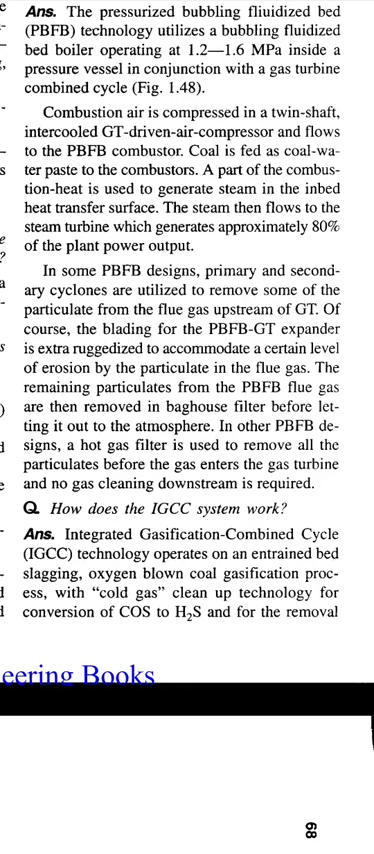 Ans. The pressurized bubbling fliuidized bed
(PBFB) technology utilizes a bubbling fluidized
bed boiler operating at 1.2—1.6 MPa inside a
pressure vessel in conjunction with a gas turbine
combined cycle (Fig. 1.48).
Combustion air is compressed in a twin-shaft,
intercooled GT-driven-air-compressor and flows
to the PBFB combustor. Coal is fed as coal-wa-
ter paste to the combustors. A part of the combus-
tion-heat is used to generate steam in the inbed
heat transfer surface. The steam then flows to the
steam turbine which generates approximately 80%
of the plant power output.
In some PBFB designs, primary and second-
ary cyclones are utilized to remove some of the
particulate from the flue gas upstream of GT. Of
course, the blading for the PBFB-GT expander
is extra ruggedized to accommodate a certain level
of erosion by the particulate in the flue gas. The
remaining particulates from the PBFB flue gas
are then removed in baghouse filter before let-
ting it out to the atmosphere. In other PBFB de-
signs, a hot gas filter is used to remove all the
particulates before the gas enters the gas turbine
and no gas cleaning downstream is required.
Q. How does the IGCC system work?
Ans. Integrated Gasification-Combined Cycle
(IGCC) technology operates on an entrained bed
slagging, oxygen blown coal gasification proc-
ess, with “cold gas” clean up technology for
conversion of COS to H₂S and for the removal
eering Books
68